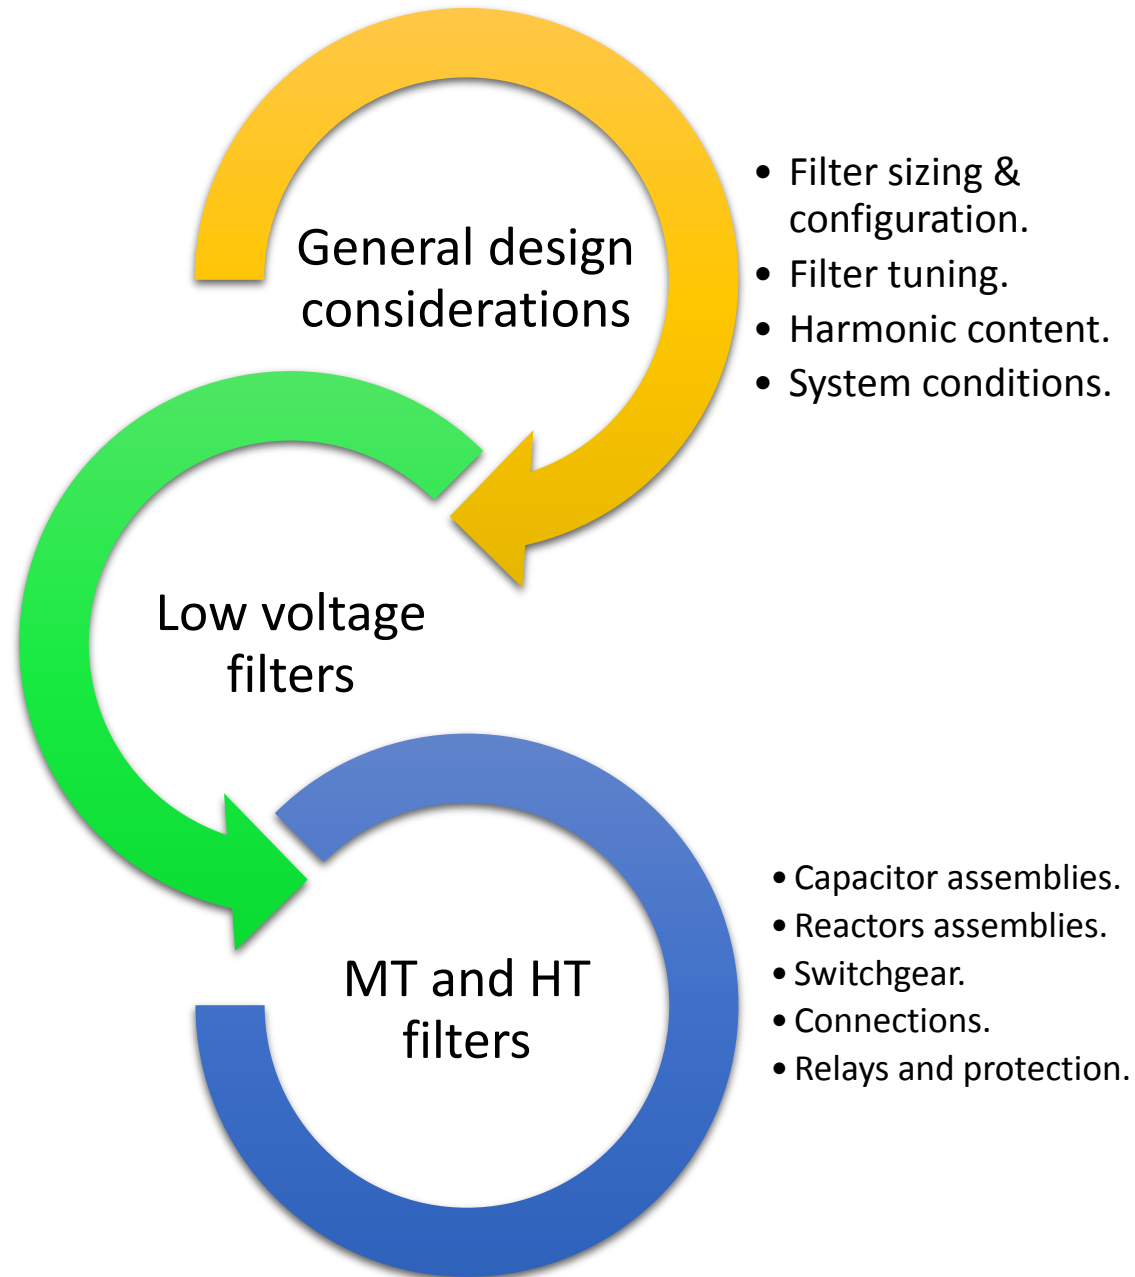 General design
considerations
• Filter sizing &
configuration.
• Filter tuning.
• Harmonic content.
• System conditions.
Low voltage
filters
MT and HT
filters
• Capacitor assemblies.
• Reactors assemblies.
• Switchgear.
• Connections.
• Relays and protection.